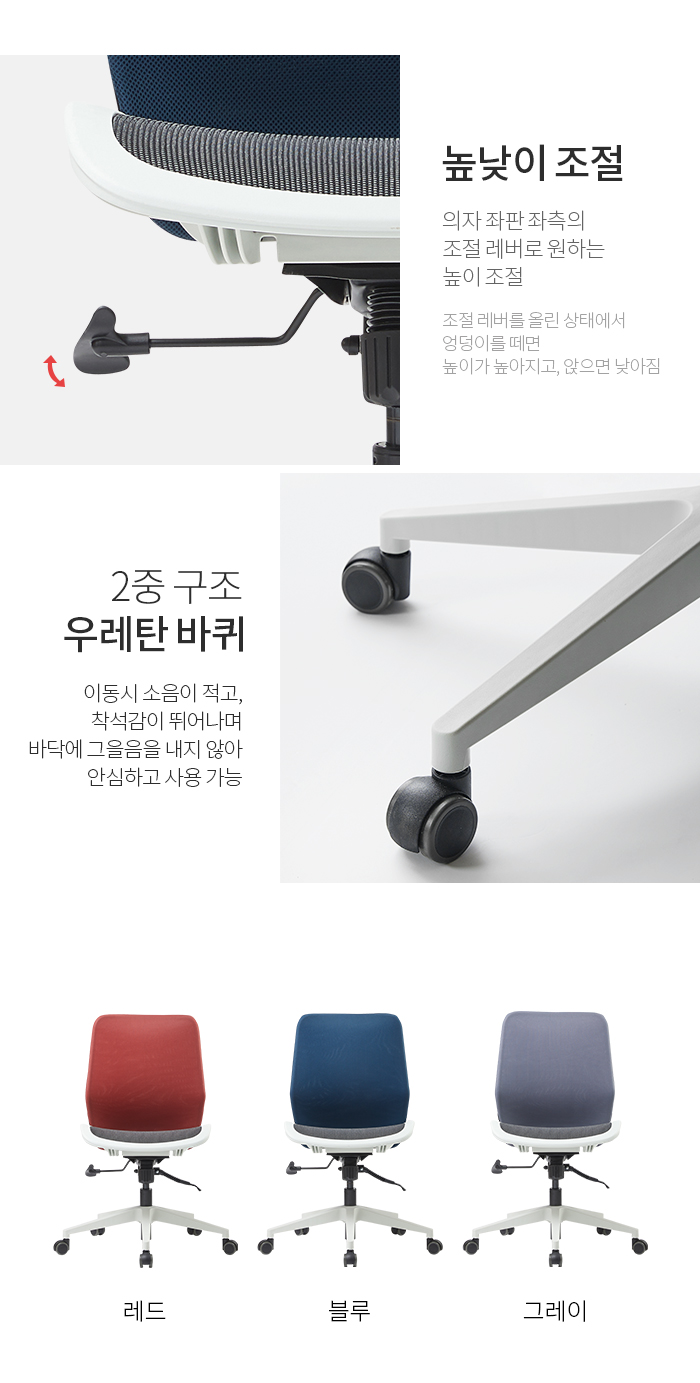 높낮이 조절
의자 좌판 좌측의
조절 레버로 원하는
높이 조절
조절 레버를 올린 상태에서
엉덩이를 떼면
높이가 높아지고, 앉으면 낮아짐
2중 구조
우레탄 바퀴
이동시 소음이 적고,
착석감이 뛰어나며
바닥에 그을음을 내지 않아
안심하고 사용 가능
레드
블루
그레이